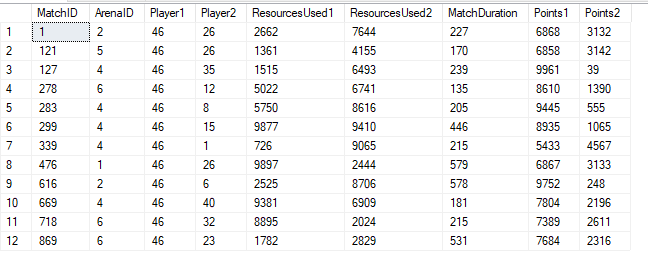 MatchID ArenaID Player1 Player2 ResourcesUsed1 ResourcesUsed2 MatchDuration Points1 Points2
1 1 2 46 26 2662 7644 227 6868 3132
2 121 5 46 26 1361 4155 170 6858 3142
3 127 4 46 35 1515 6493 239 9961 39
4 278 6 46 12 5022 6741 135 8610 1390
5 283 4 46 8 5750 8616 205 9445 555
6 299 4 46 15 9877 9410 446 8935 1065
7 339 4 46 1 726 9065 215 5433 4567
8 476 1 46 26 9897 2444 579 6867 3133
9 616 2 46 6 2525 8706 578 9752 248
10 669 4 46 40 9381 6909 181 7804 2196
11 718 6 46 32 8895 2024 215 7389 2611
12 869 6 46 23 1782 2829 531 7684 2316